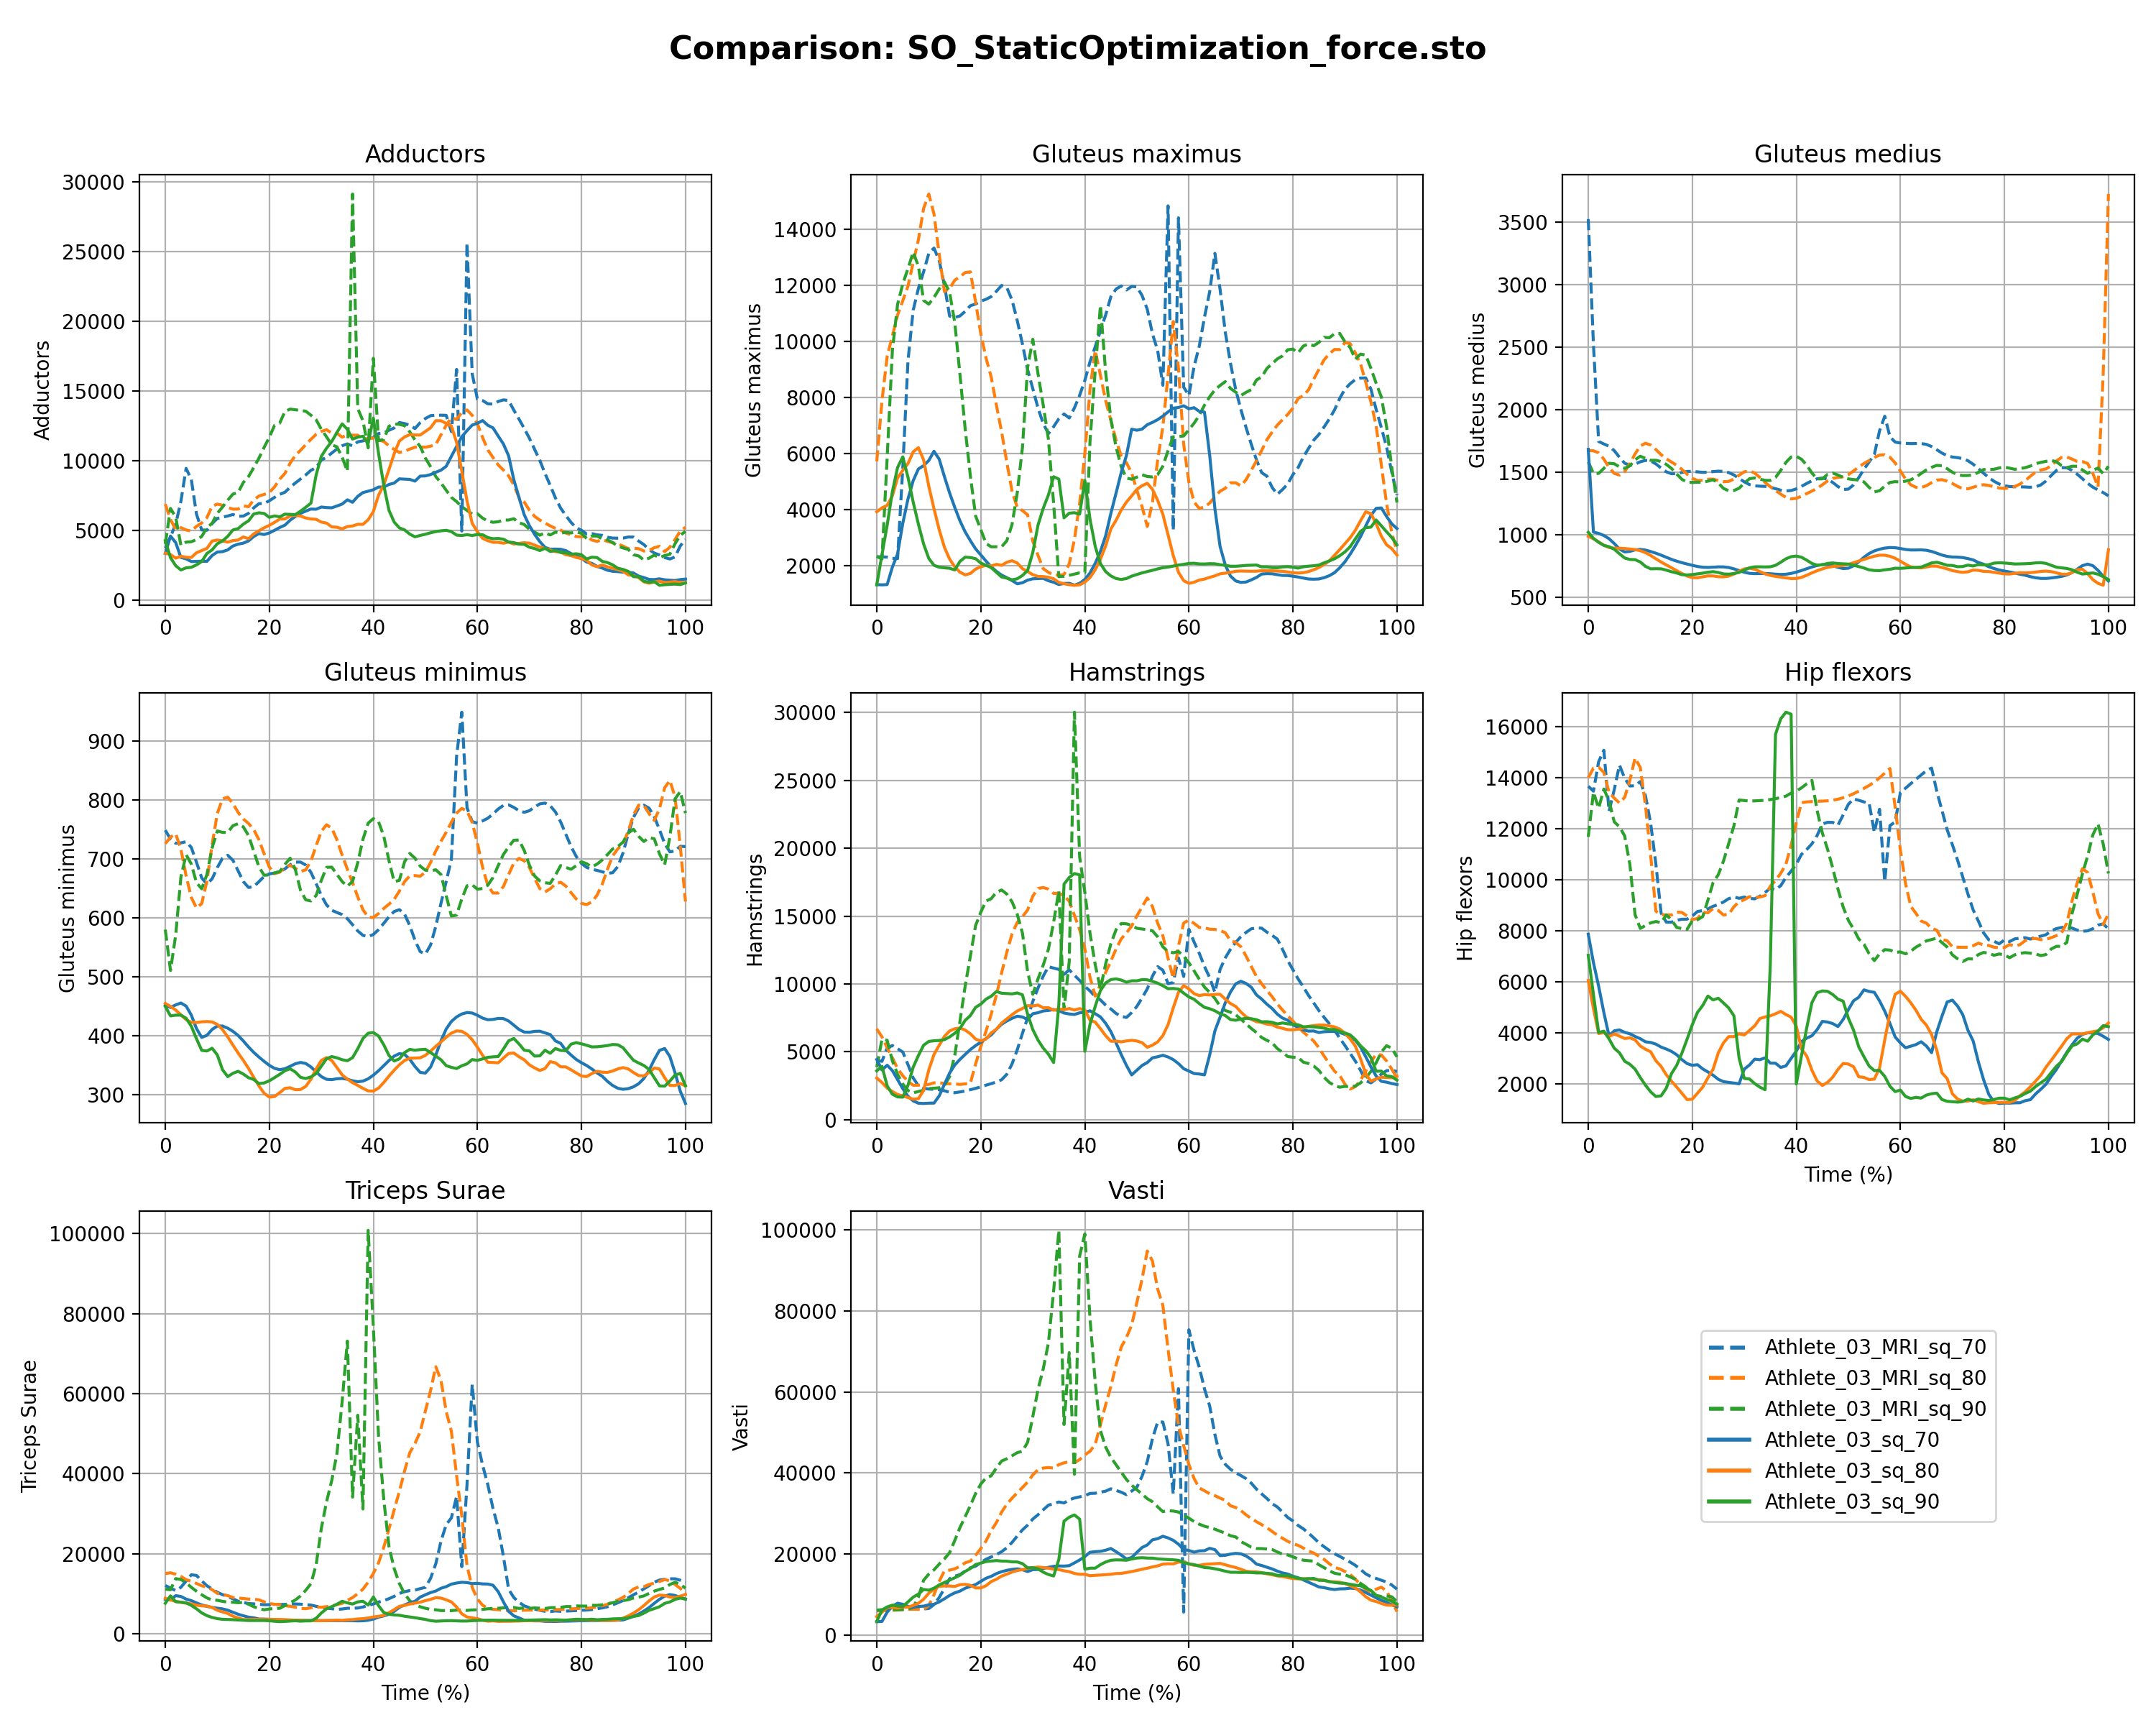 Comparison: SO_StaticOptimization_force.sto
Adductors
Adductors
30000
25000
20000
15000
10000
5000
0
0 20 40 60 80 100
Gluteus maximus
Gluteus maximus
14000
12000
10000
8000
6000
4000
2000
0 20 40 60 80 100
Gluteus medius
Gluteus medius
3500
3000
2500
2000
1500
1000
500
0 20 40 60 80 100
Gluteus minimus
Gluteus minimus
900
800
700
600
500
400
300
0 20 40 60 80 100
Hamstrings
Hamstrings
30000
25000
20000
15000
10000
5000
0
0 20 40 60 80 100
Hip flexors
Hip flexors
16000
14000
12000
10000
8000
6000
4000
2000
0 20 40 60 80 100
Time (%)
Triceps Surae
Triceps Surae
100000
80000
60000
40000
20000
0
0 20 40 60 80 100
Time (%)
Vasti
Vasti
100000
80000
60000
40000
20000
0
0 20 40 60 80 100
Time (%)
Athlete_03_MRI_sq_70
Athlete_03_MRI_sq_80
Athlete_03_MRI_sq_90
Athlete_03_sq_70
Athlete_03_sq_80
Athlete_03_sq_90